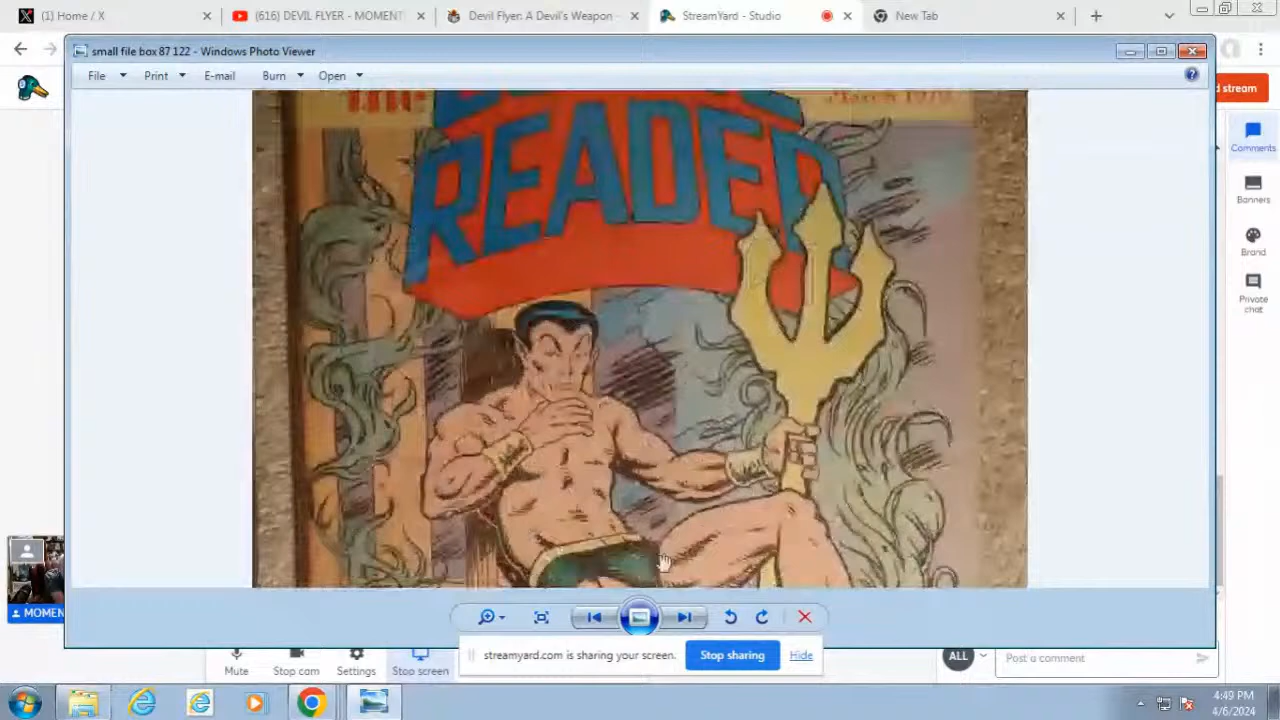 (1) Home / X
(616) DEVIL FLYER - MOMENT
Devil Flyer: A Devil's Weapon -
StreamYard - Studio
New Tab
small file box 87 122 - Windows Photo Viewer
File
Print
E-mail
Burn
Open
d stream
READER
Comments
Banners
Brand
Private
chat
MOMEN
streamyard.com is sharing your screen.
Stop sharing
Hide
Mute
Stop cam
Settings
Stop screen
ALL
Post a comment
4:49 PM
4/6/2024